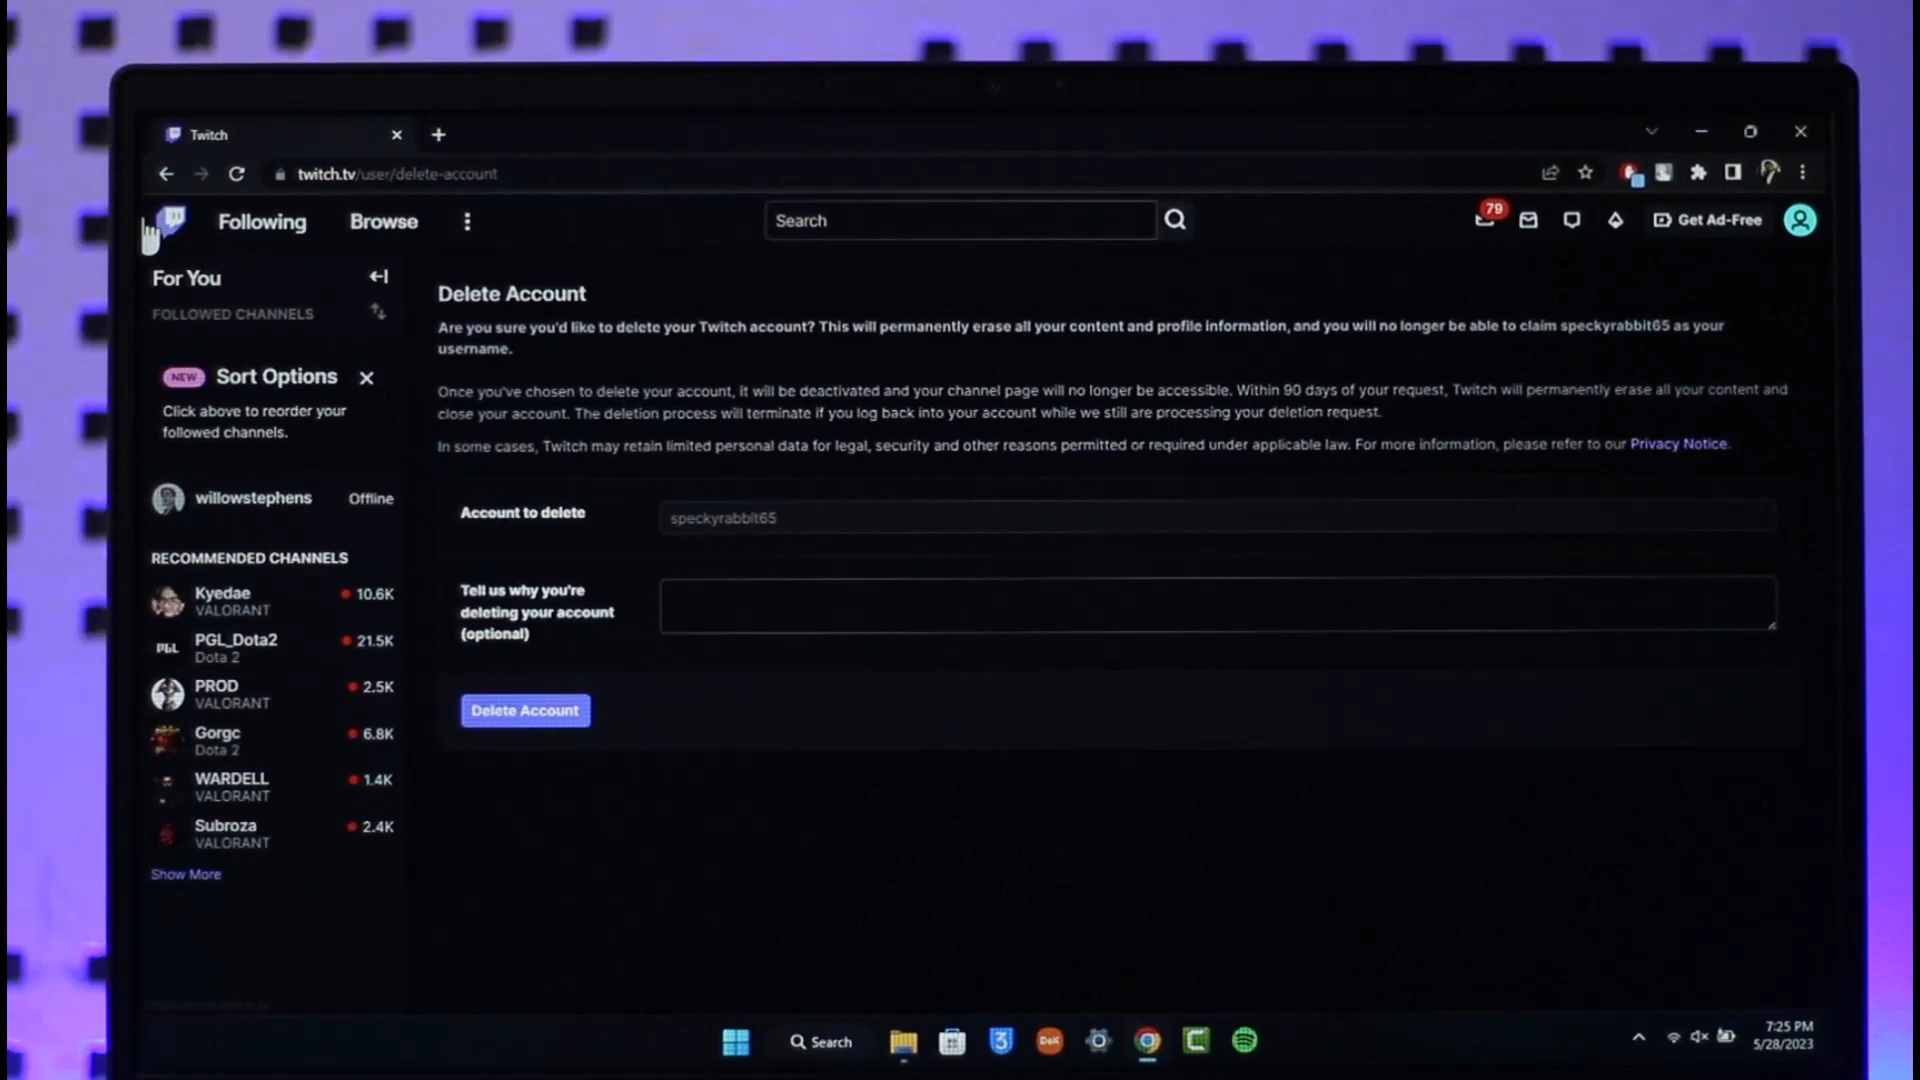 Twitch
twitch.tv/user/delete-account
Following
Browse
Search
79
Get Ad-Free
For You
FOLLOWED CHANNELS
NEW
Sort Options
Click above to reorder your
followed channels.
willowstephens
Offline
RECOMMENDED CHANNELS
Kyedae
10.6K
VALORANT
PGL
PGL_Dota2
21.5K
Dota 2
PROD
2.5K
VALORANT
Gorgc
6.8K
Dota 2
WARDELL
1.4K
VALORANT
Subroza
2.4K
VALORANT
Show More
Delete Account
Are you sure you'd like to delete your Twitch account? This will permanently erase all your content and profile information, and you will no longer be able to claim speckyrabbit65 as your
username.
Once you've chosen to delete your account, it will be deactivated and your channel page will no longer be accessible. Within 90 days of your request, Twitch will permanently erase all your content and
close your account. The deletion process will terminate if you log back into your account while we still are processing your deletion request.
In some cases, Twitch may retain limited personal data for legal, security and other reasons permitted or required under applicable law. For more information, please refer to our Privacy Notice.
Account to delete
speckyrabbit65
Tell us why you're
deleting your account
(optional)
Delete Account
Search
7:25 PM
5/28/2023